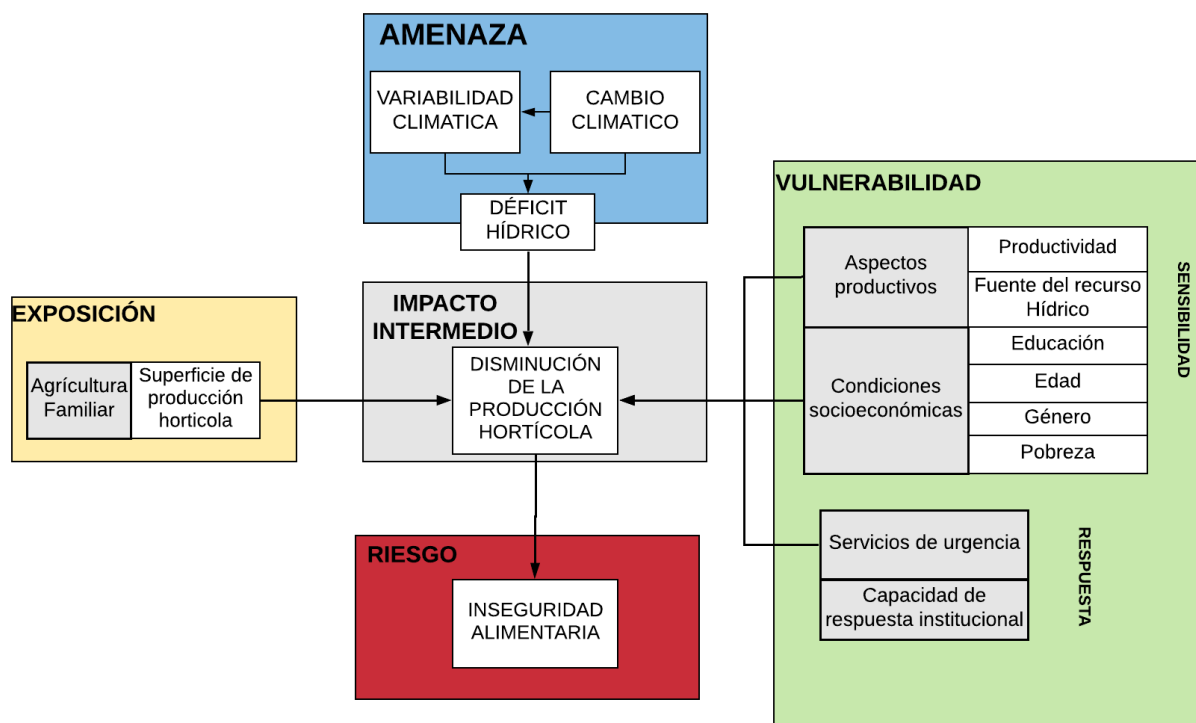 AMENAZA
VARIABILIDAD
CLIMATICA
CAMBIO
CLIMATICO
DÉFICIT
HÍDRICO
EXPOSICIÓN
Agrícultura
Familiar
Superficie de
producción
horticola
IMPACTO
INTERMEDIO
DISMINUCIÓN
DE LA
PRODUCCIÓN
HORTÍCOLA
RIESGO
INSEGURIDAD
ALIMENTARIA
VULNERABILIDAD
Aspectos
productivos
Productividad
Fuente del recurso
Hídrico
Condiciones
socioeconómicas
Educación
Edad
Género
Pobreza
SENSIBILIDAD
Servicios de urgencia
Capacidad de
respuesta institucional
RESPUESTA